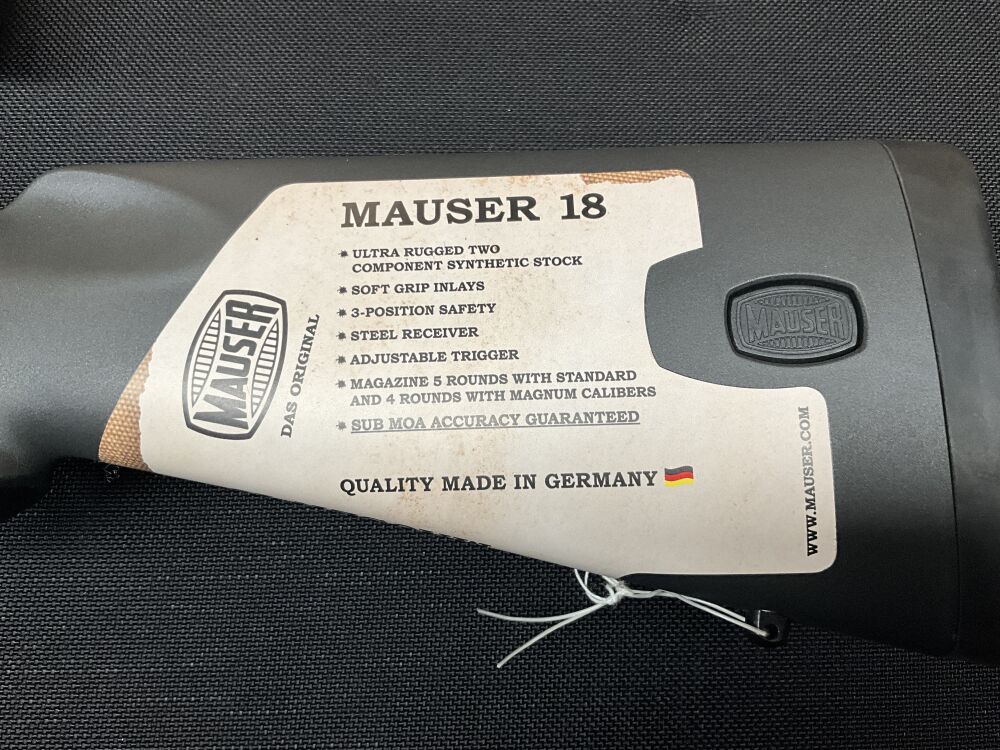 MAUSER 18
* ULTRA RUGGED TWO
COMPONENT SYNTHETIC STOCK
* SOFT GRIP INLAYS
* 3-POSITION SAFETY
* STEEL RECEIVER
* ADJUSTABLE TRIGGER
* MAGAZINE 5 ROUNDS WITH STANDARD
AND 4 ROUNDS WITH MAGNUM CALIBERS
* SUB MOA ACCURACY GUARANTEED
QUALITY MADE IN GERMANY
MAUSER
DAS ORIGINAL
MAUSER
WWW.MAUSER.COM